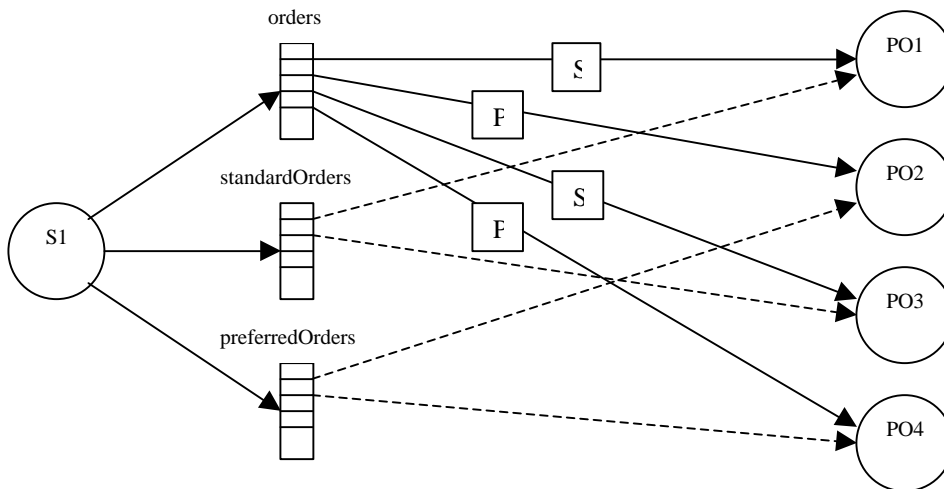 orders
PO1
S
P
PO2
standardOrders
S
S1
P
PO3
preferredOrders
PO4